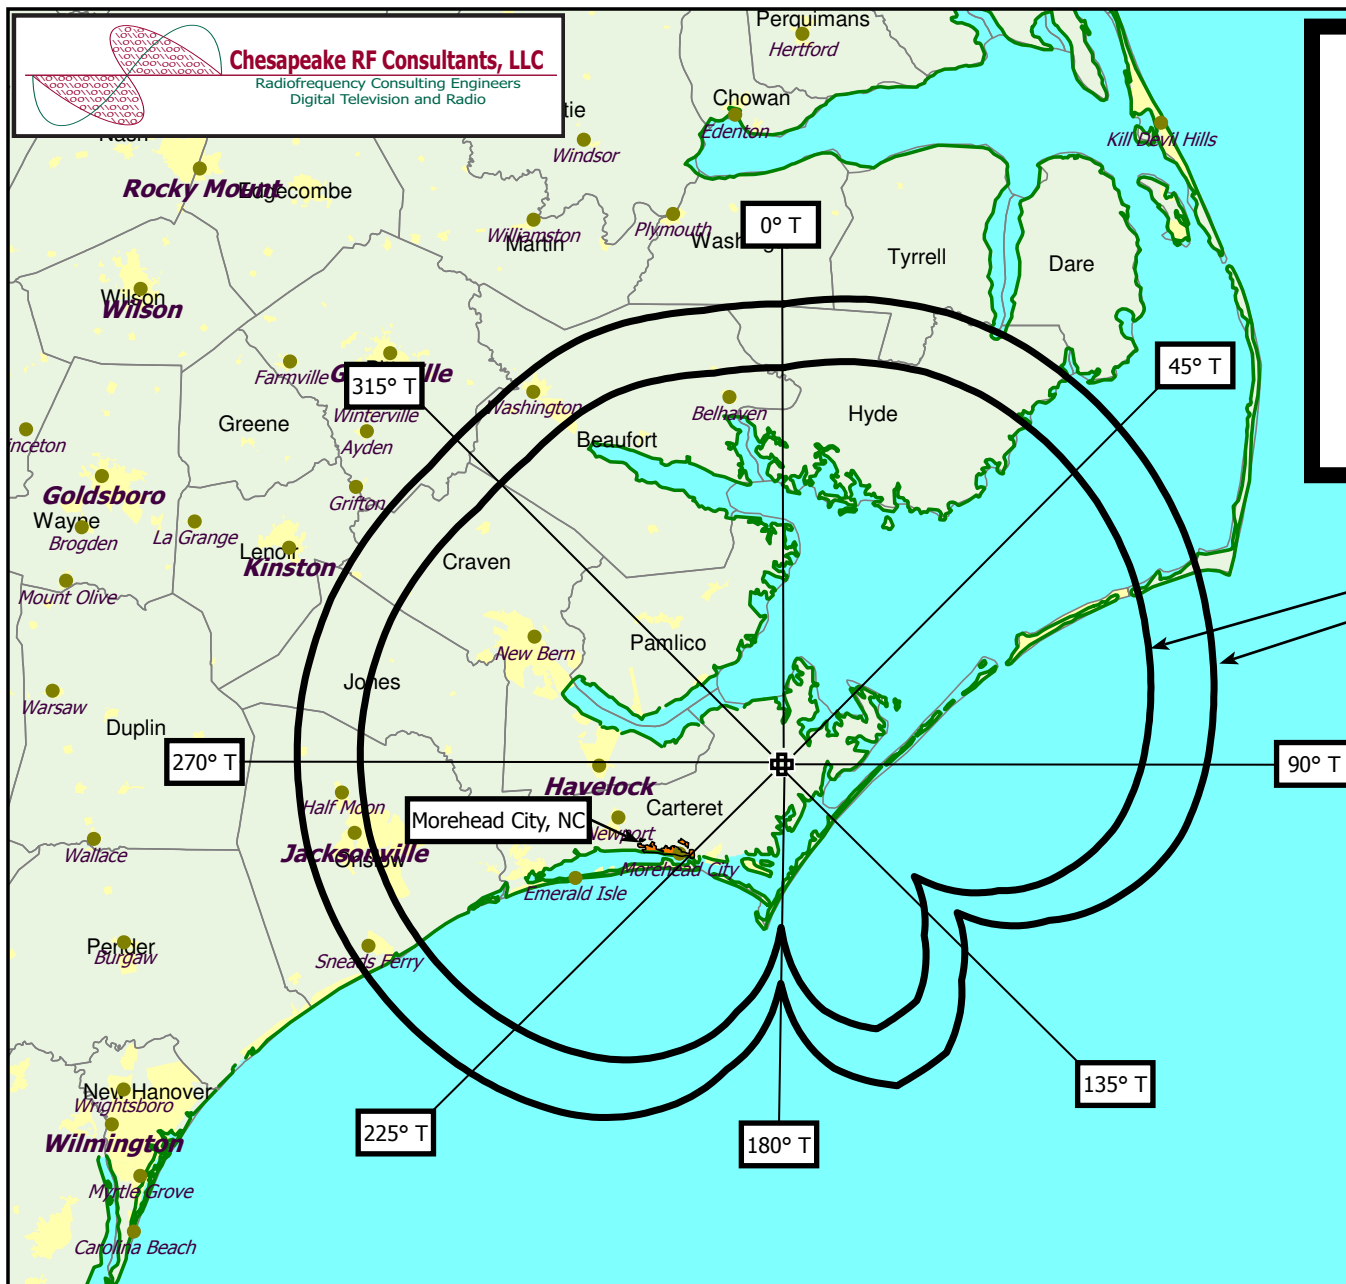 Chesapeake RF Consultants, LLC
Radiofrequency Consulting Engineers
Digital Television and Radio
Perquimans
Hertford
Chowan
Edenton
Kill Devil Hills
Windsor
Rocky Mount
Edgecombe
Williamston
Martin
Plymouth
0° T
Tyrrell
Dare
Wilson
Wilson
Farmville
315° T
45° T
Winterville
Washington
Belhaven
Greene
Ayden
Beaufort
Hyde
Goldsboro
Grifton
Wayne
Brogden
La Grange
Lenoir
Kinston
Craven
Mount Olive
New Bern
Pamlico
Jones
Warsaw
Duplin
270° T
90° T
Havelock
Half Moon
Carteret
Morehead City, NC
Newport
Wallace
Jacksonville
Onslow
Morehead City
Emerald Isle
Pender
Burgaw
Sneads Ferry
New Hanover
Wrightsboro
135° T
225° T
180° T
Wilmington
Myrtle Grove
Carolina Beach